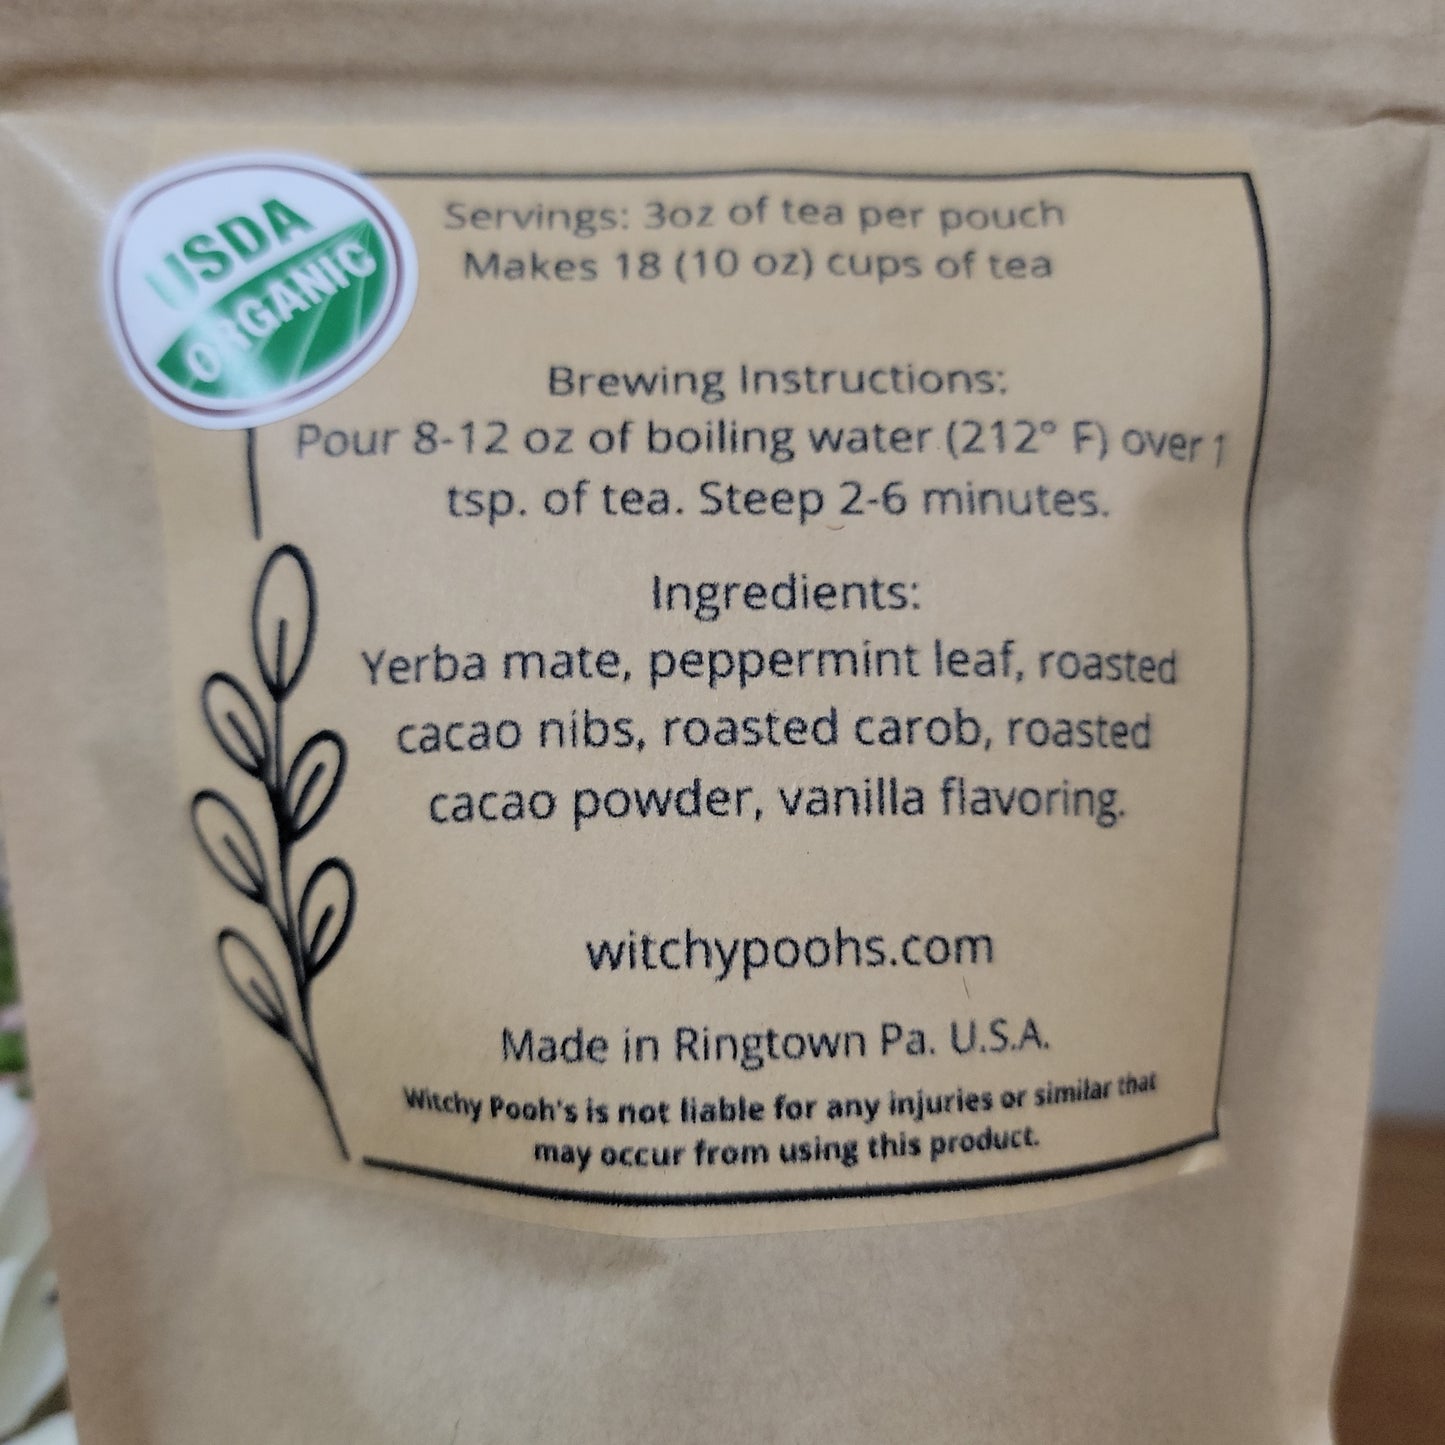 USDA
ORGANIC
Servings: 3oz of tea per pouch
Makes 18 (10 oz) cups of tea
Brewing Instructions:
Pour 8-12 oz of boiling water (212° F) over 1
tsp. of tea. Steep 2-6 minutes.
Ingredients:
Yerba mate, peppermint leaf, roasted
cacao nibs, roasted carob, roasted
cacao powder, vanilla flavoring.
witchypoohs.com
Made in Ringtown Pa. U.S.A.
Witchy Pooh's is not liable for any injuries or similar that
may occur from using this product.